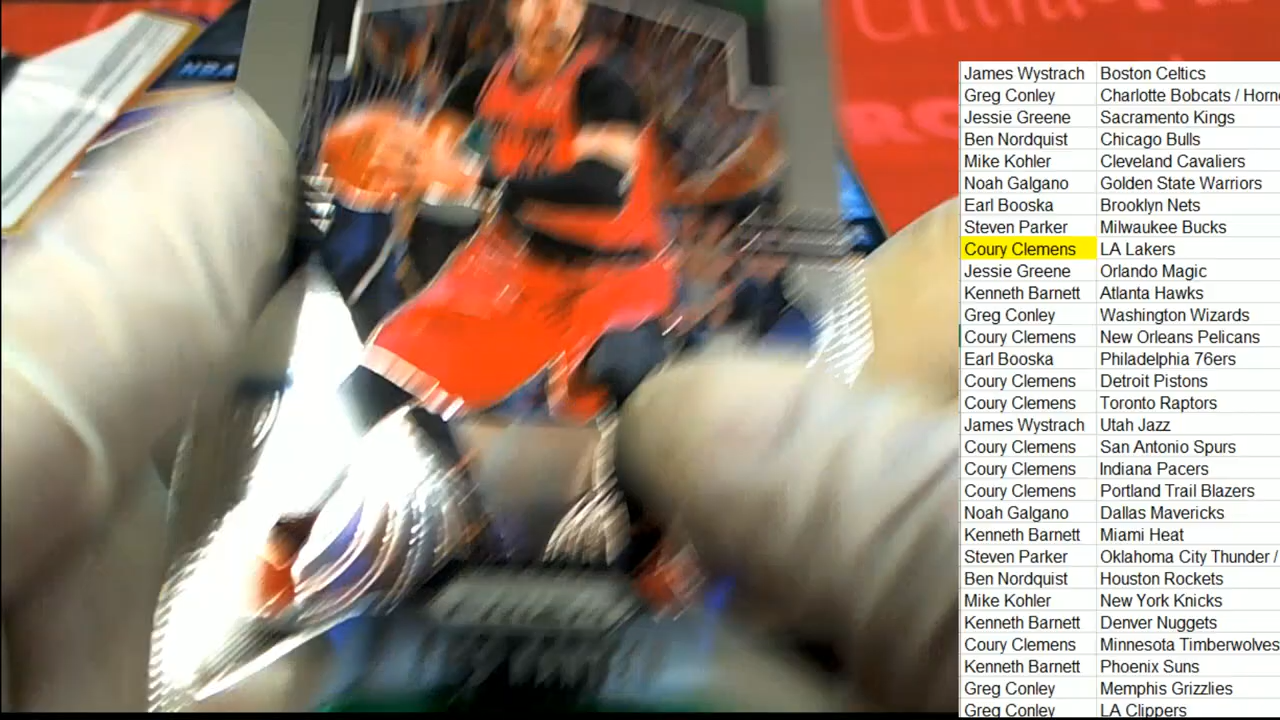 NBA
James Wystrach Boston Celtics
Greg Conley Charlotte Bobcats / Horne
Jessie Greene Sacramento Kings
Ben Nordquist Chicago Bulls
Mike Kohler Cleveland Cavaliers
Noah Galgano Golden State Warriors
Earl Booska Brooklyn Nets
Steven Parker Milwaukee Bucks
Coury Clemens LA Lakers
Jessie Greene Orlando Magic
Kenneth Barnett Atlanta Hawks
Greg Conley Washington Wizards
Coury Clemens New Orleans Pelicans
Earl Booska Philadelphia 76ers
Coury Clemens Detroit Pistons
Coury Clemens Toronto Raptors
James Wystrach Utah Jazz
Coury Clemens San Antonio Spurs
Coury Clemens Indiana Pacers
Coury Clemens Portland Trail Blazers
Noah Galgano Dallas Mavericks
Kenneth Barnett Miami Heat
Steven Parker Oklahoma City Thunder /
Ben Nordquist Houston Rockets
Mike Kohler New York Knicks
Kenneth Barnett Denver Nuggets
Coury Clemens Minnesota Timberwolves
Kenneth Barnett Phoenix Suns
Greg Conley Memphis Grizzlies
Greg Conley LA Clippers